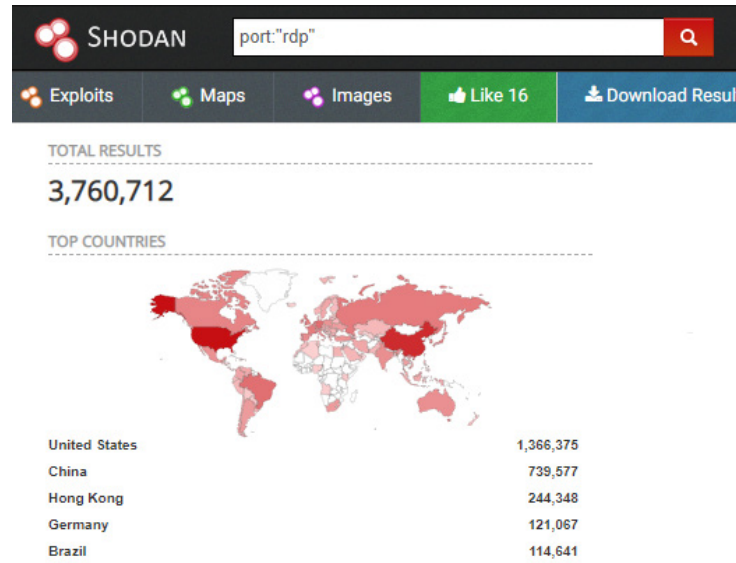 SHODAN port:"rdp"
Exploits Maps Images Like 16 Download Resul
TOTAL RESULTS
3,760,712
TOP COUNTRIES
United States 1,366,375
China 739,577
Hong Kong 244,348
Germany 121,067
Brazil 114,641